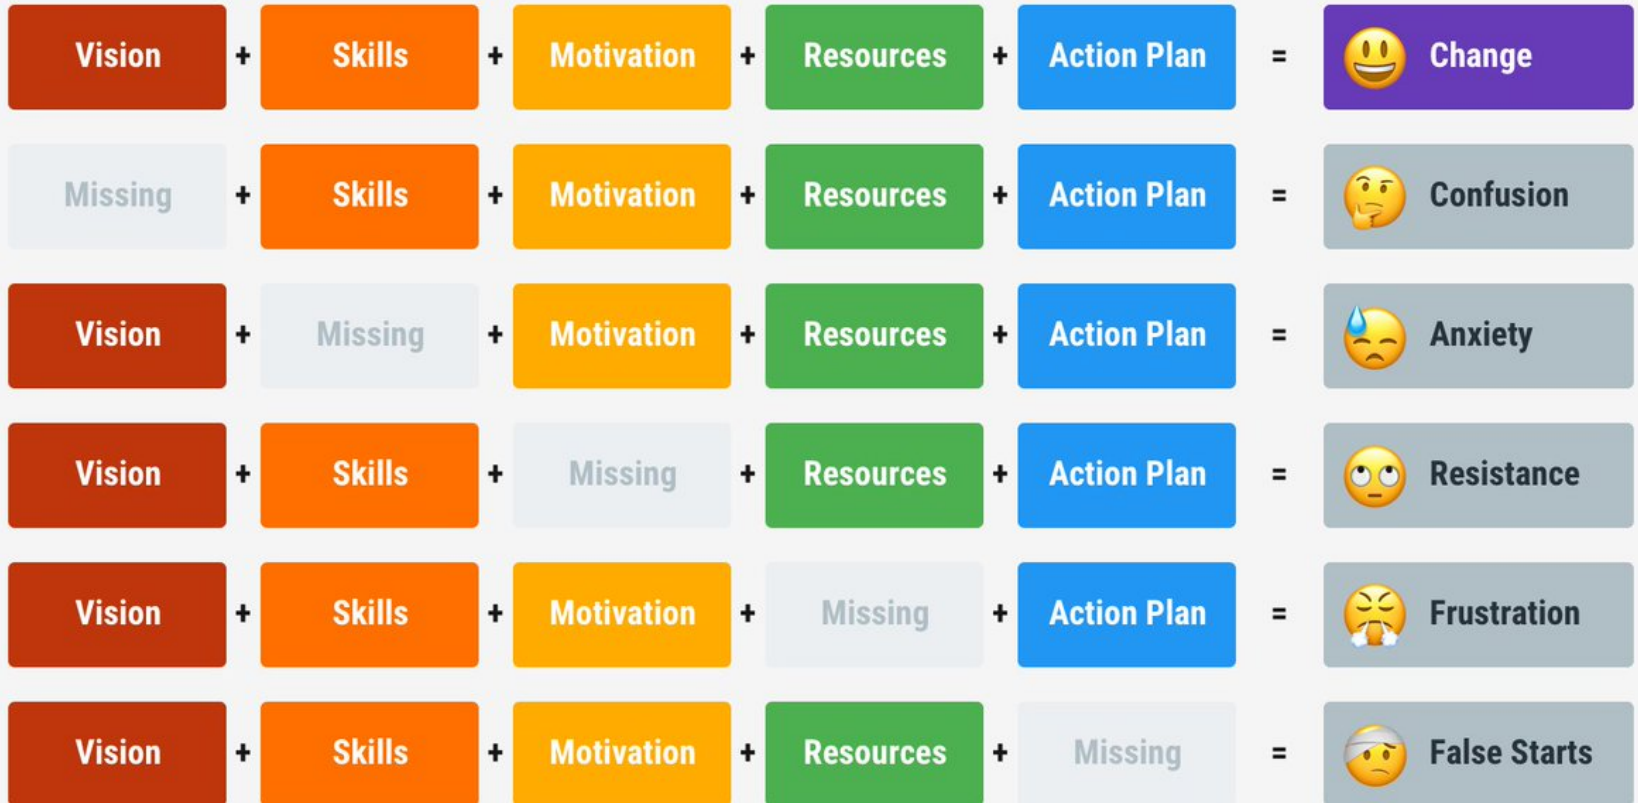 Vision + Skills + Motivation + Resources + Action Plan = Change
Missing + Skills + Motivation + Resources + Action Plan = Confusion
Vision + Missing + Motivation + Resources + Action Plan = Anxiety
Vision + Skills + Missing + Resources + Action Plan = Resistance
Vision + Skills + Motivation + Missing + Action Plan = Frustration
Vision + Skills + Motivation + Resources + Missing = False Starts